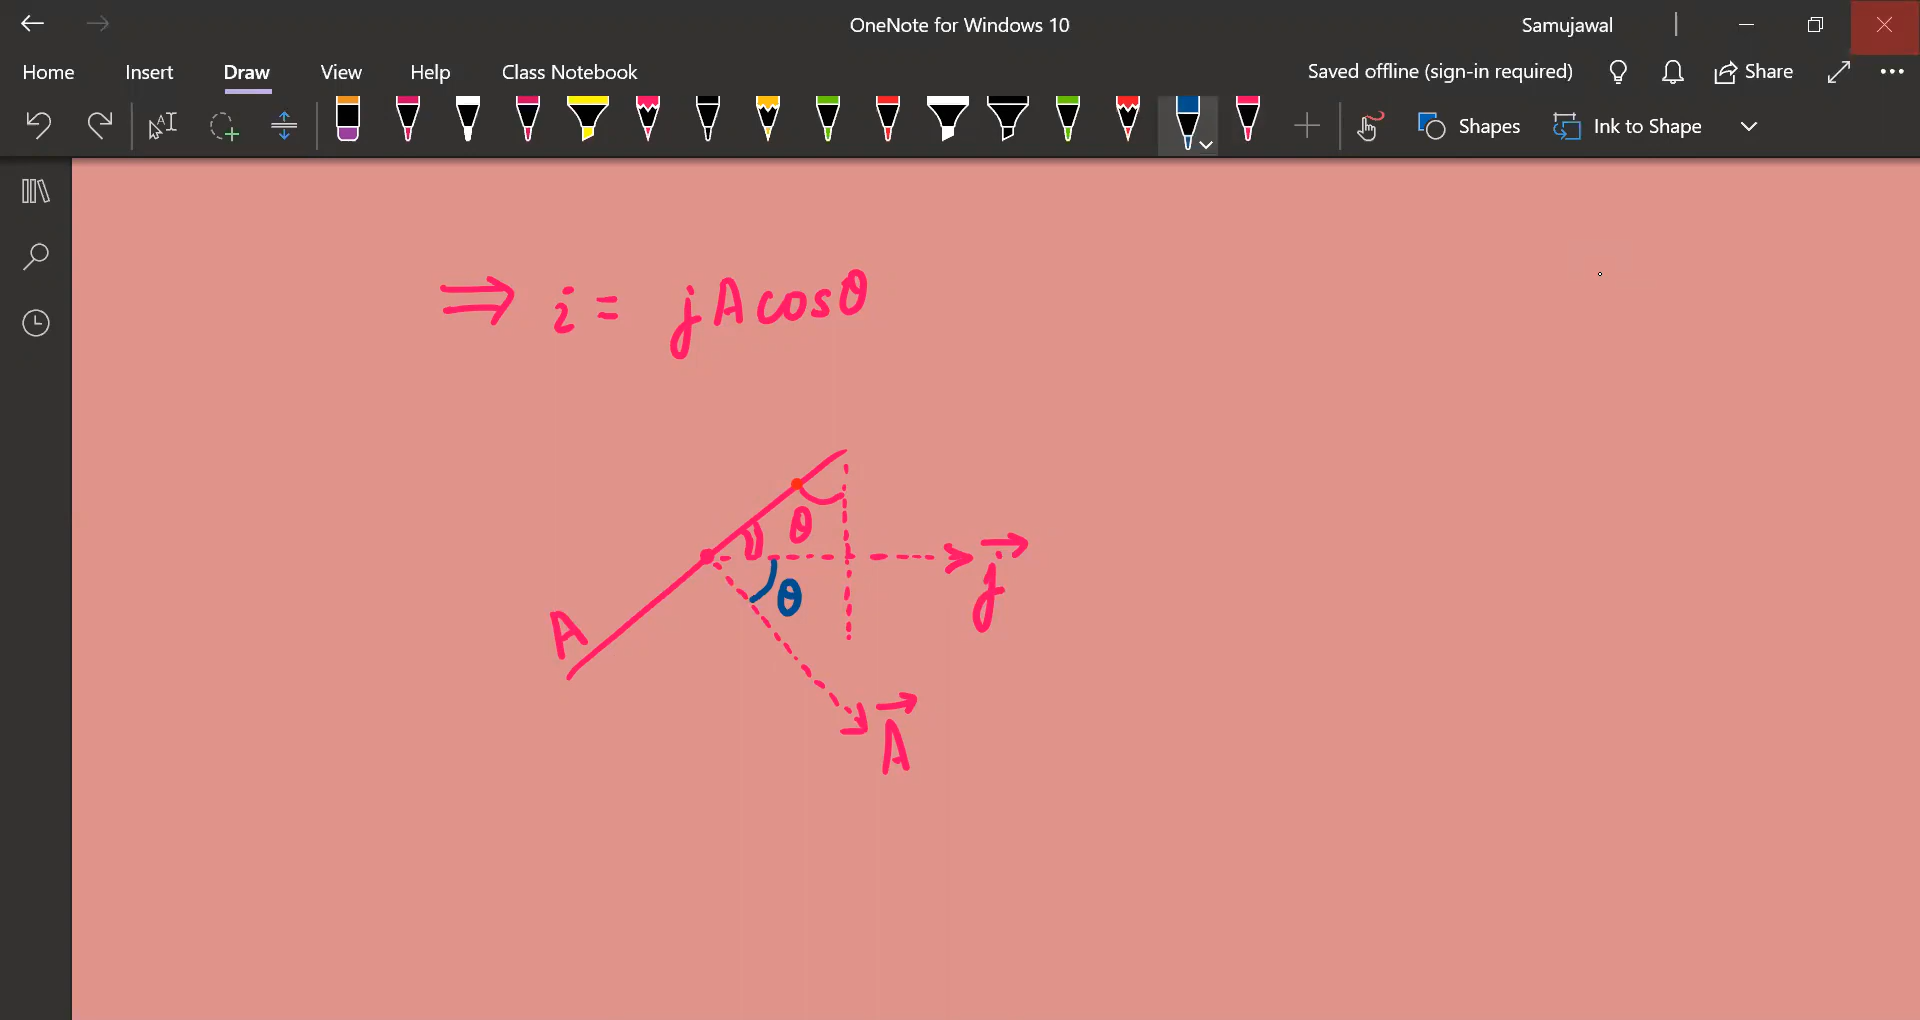 OneNote for Windows 10
Samujawal
Home Insert Draw View Help Class Notebook
Saved offline (sign-in required) Share
Shapes Ink to Shape
⇒ i = jAcosθ
θ
j⃗
A
θ
A⃗